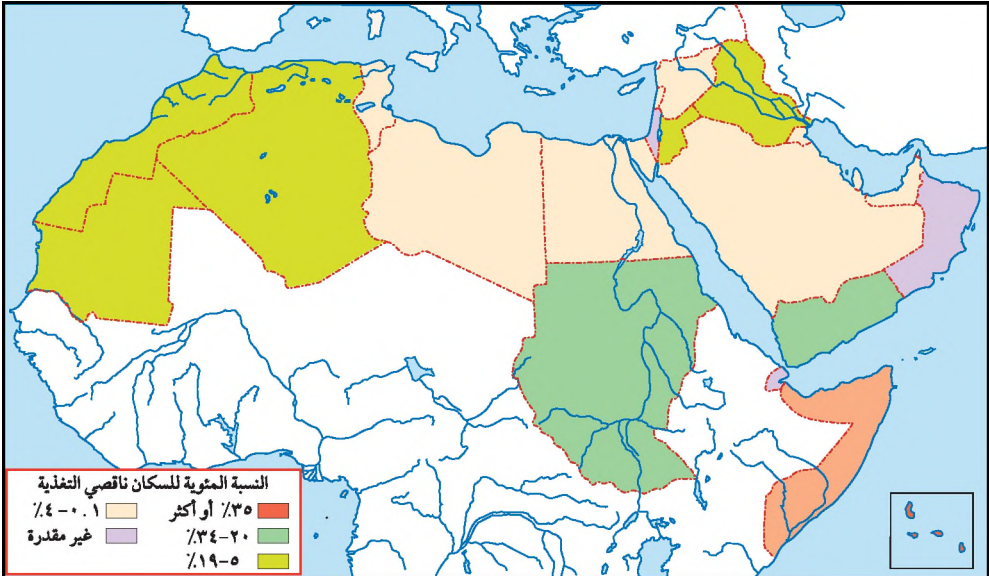 النسبة المئوية للسكان ناقصي التغذية
٣٥٪ أو أكثر
٢٠-٣٤٪
٥-١٩٪
٠.١-٤٪
غير مقدرة